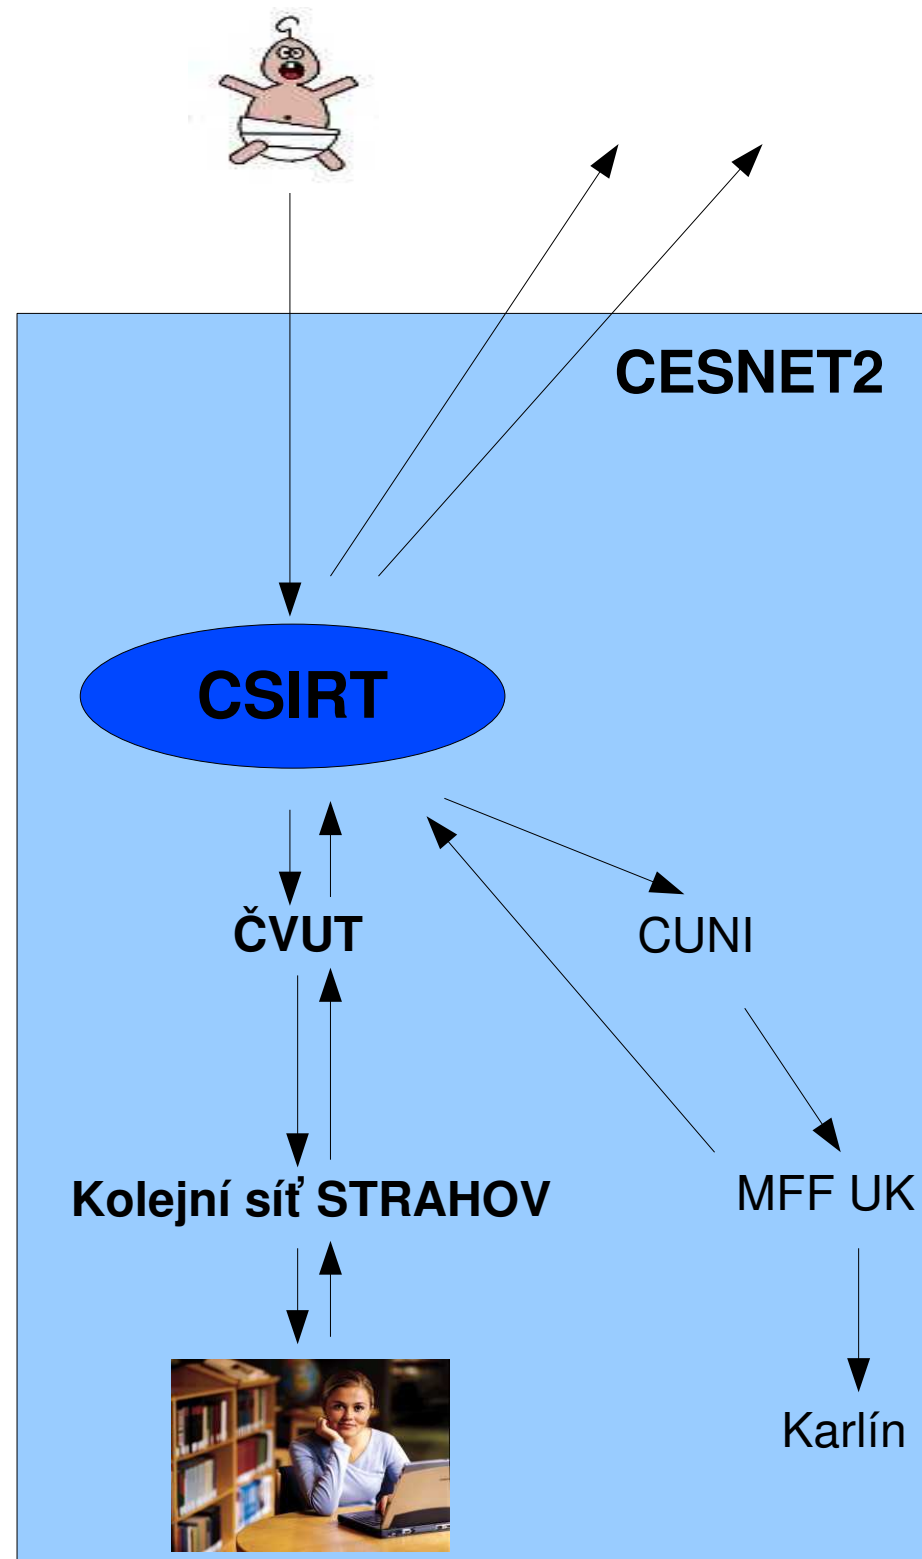 CESNET2
CSIRT
ČVUT
CUNI
Kolejní síť STRAHOV
MFF UK
Karlín